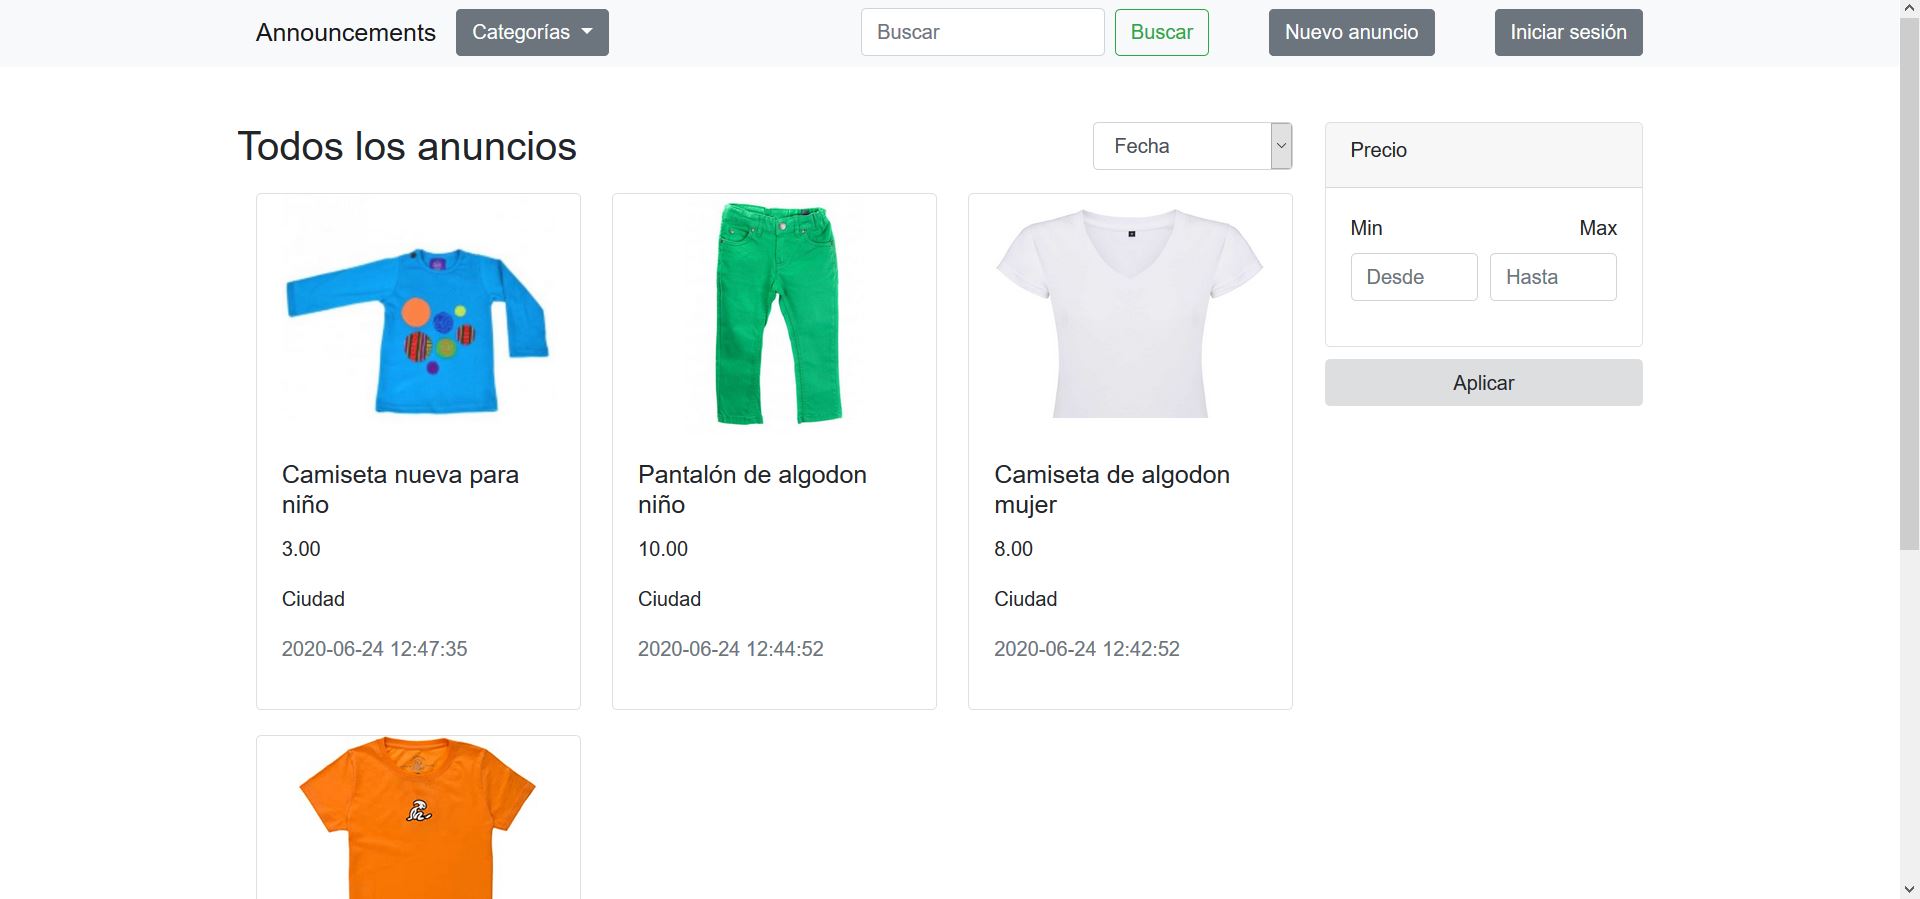 Announcements
Categorías
Buscar
Buscar
Nuevo anuncio
Iniciar sesión
Todos los anuncios
Fecha
Precio
Min
Max
Desde
Hasta
Aplicar
Camiseta nueva para
niño
3.00
Ciudad
2020-06-24 12:47:35
Pantalón de algodon
niño
10.00
Ciudad
2020-06-24 12:44:52
Camiseta de algodon
mujer
8.00
Ciudad
2020-06-24 12:42:52